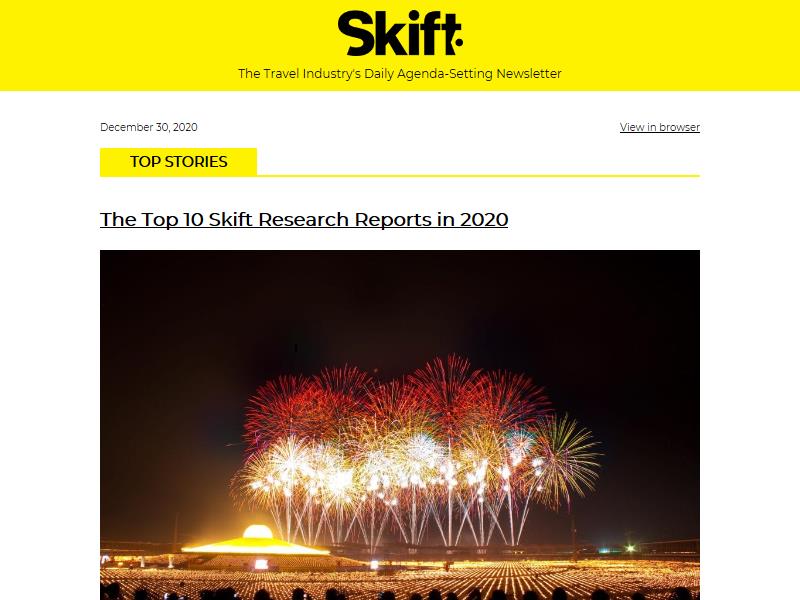 Skift
The Travel Industry's Daily Agenda-Setting Newsletter
December 30, 2020
View in browser
TOP STORIES
The Top 10 Skift Research Reports in 2020